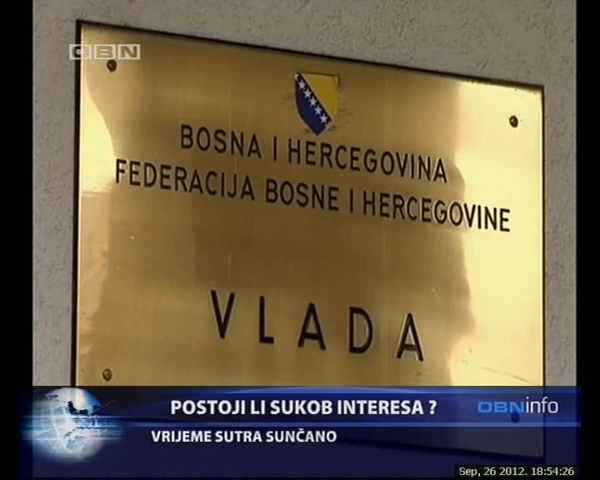 OBN
BOSNA I HERCEGOVINA
FEDERACIJA BOSNE I HERCEGOVINE
VLADA
POSTOJI LI SUKOB INTERESA ?
OBNinfo
VRIJEME SUTRA SUNČANO
Sep, 26 2012. 18:54:26